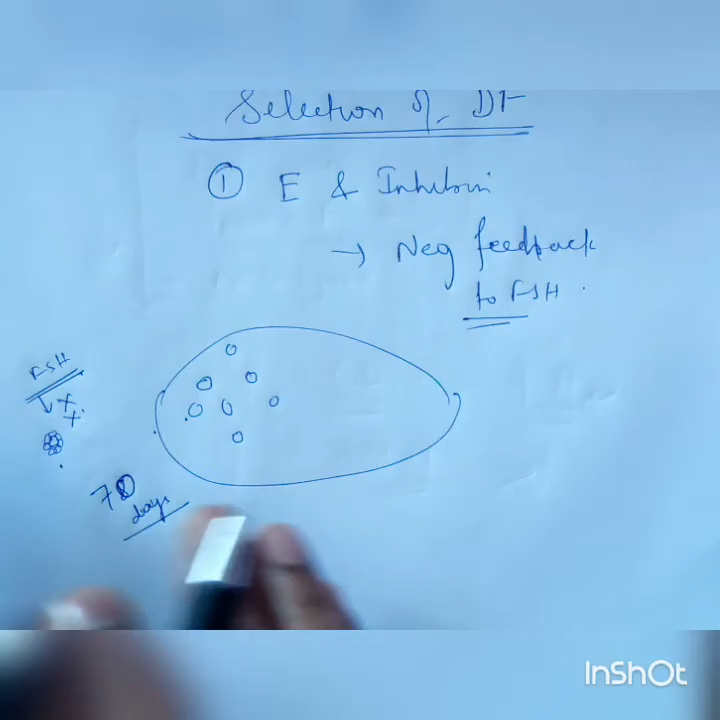 Selection of DF
① E & Inhibin
→ Neg feedback
to FSH.
FSH
↓ x
x
70
days
InShOt